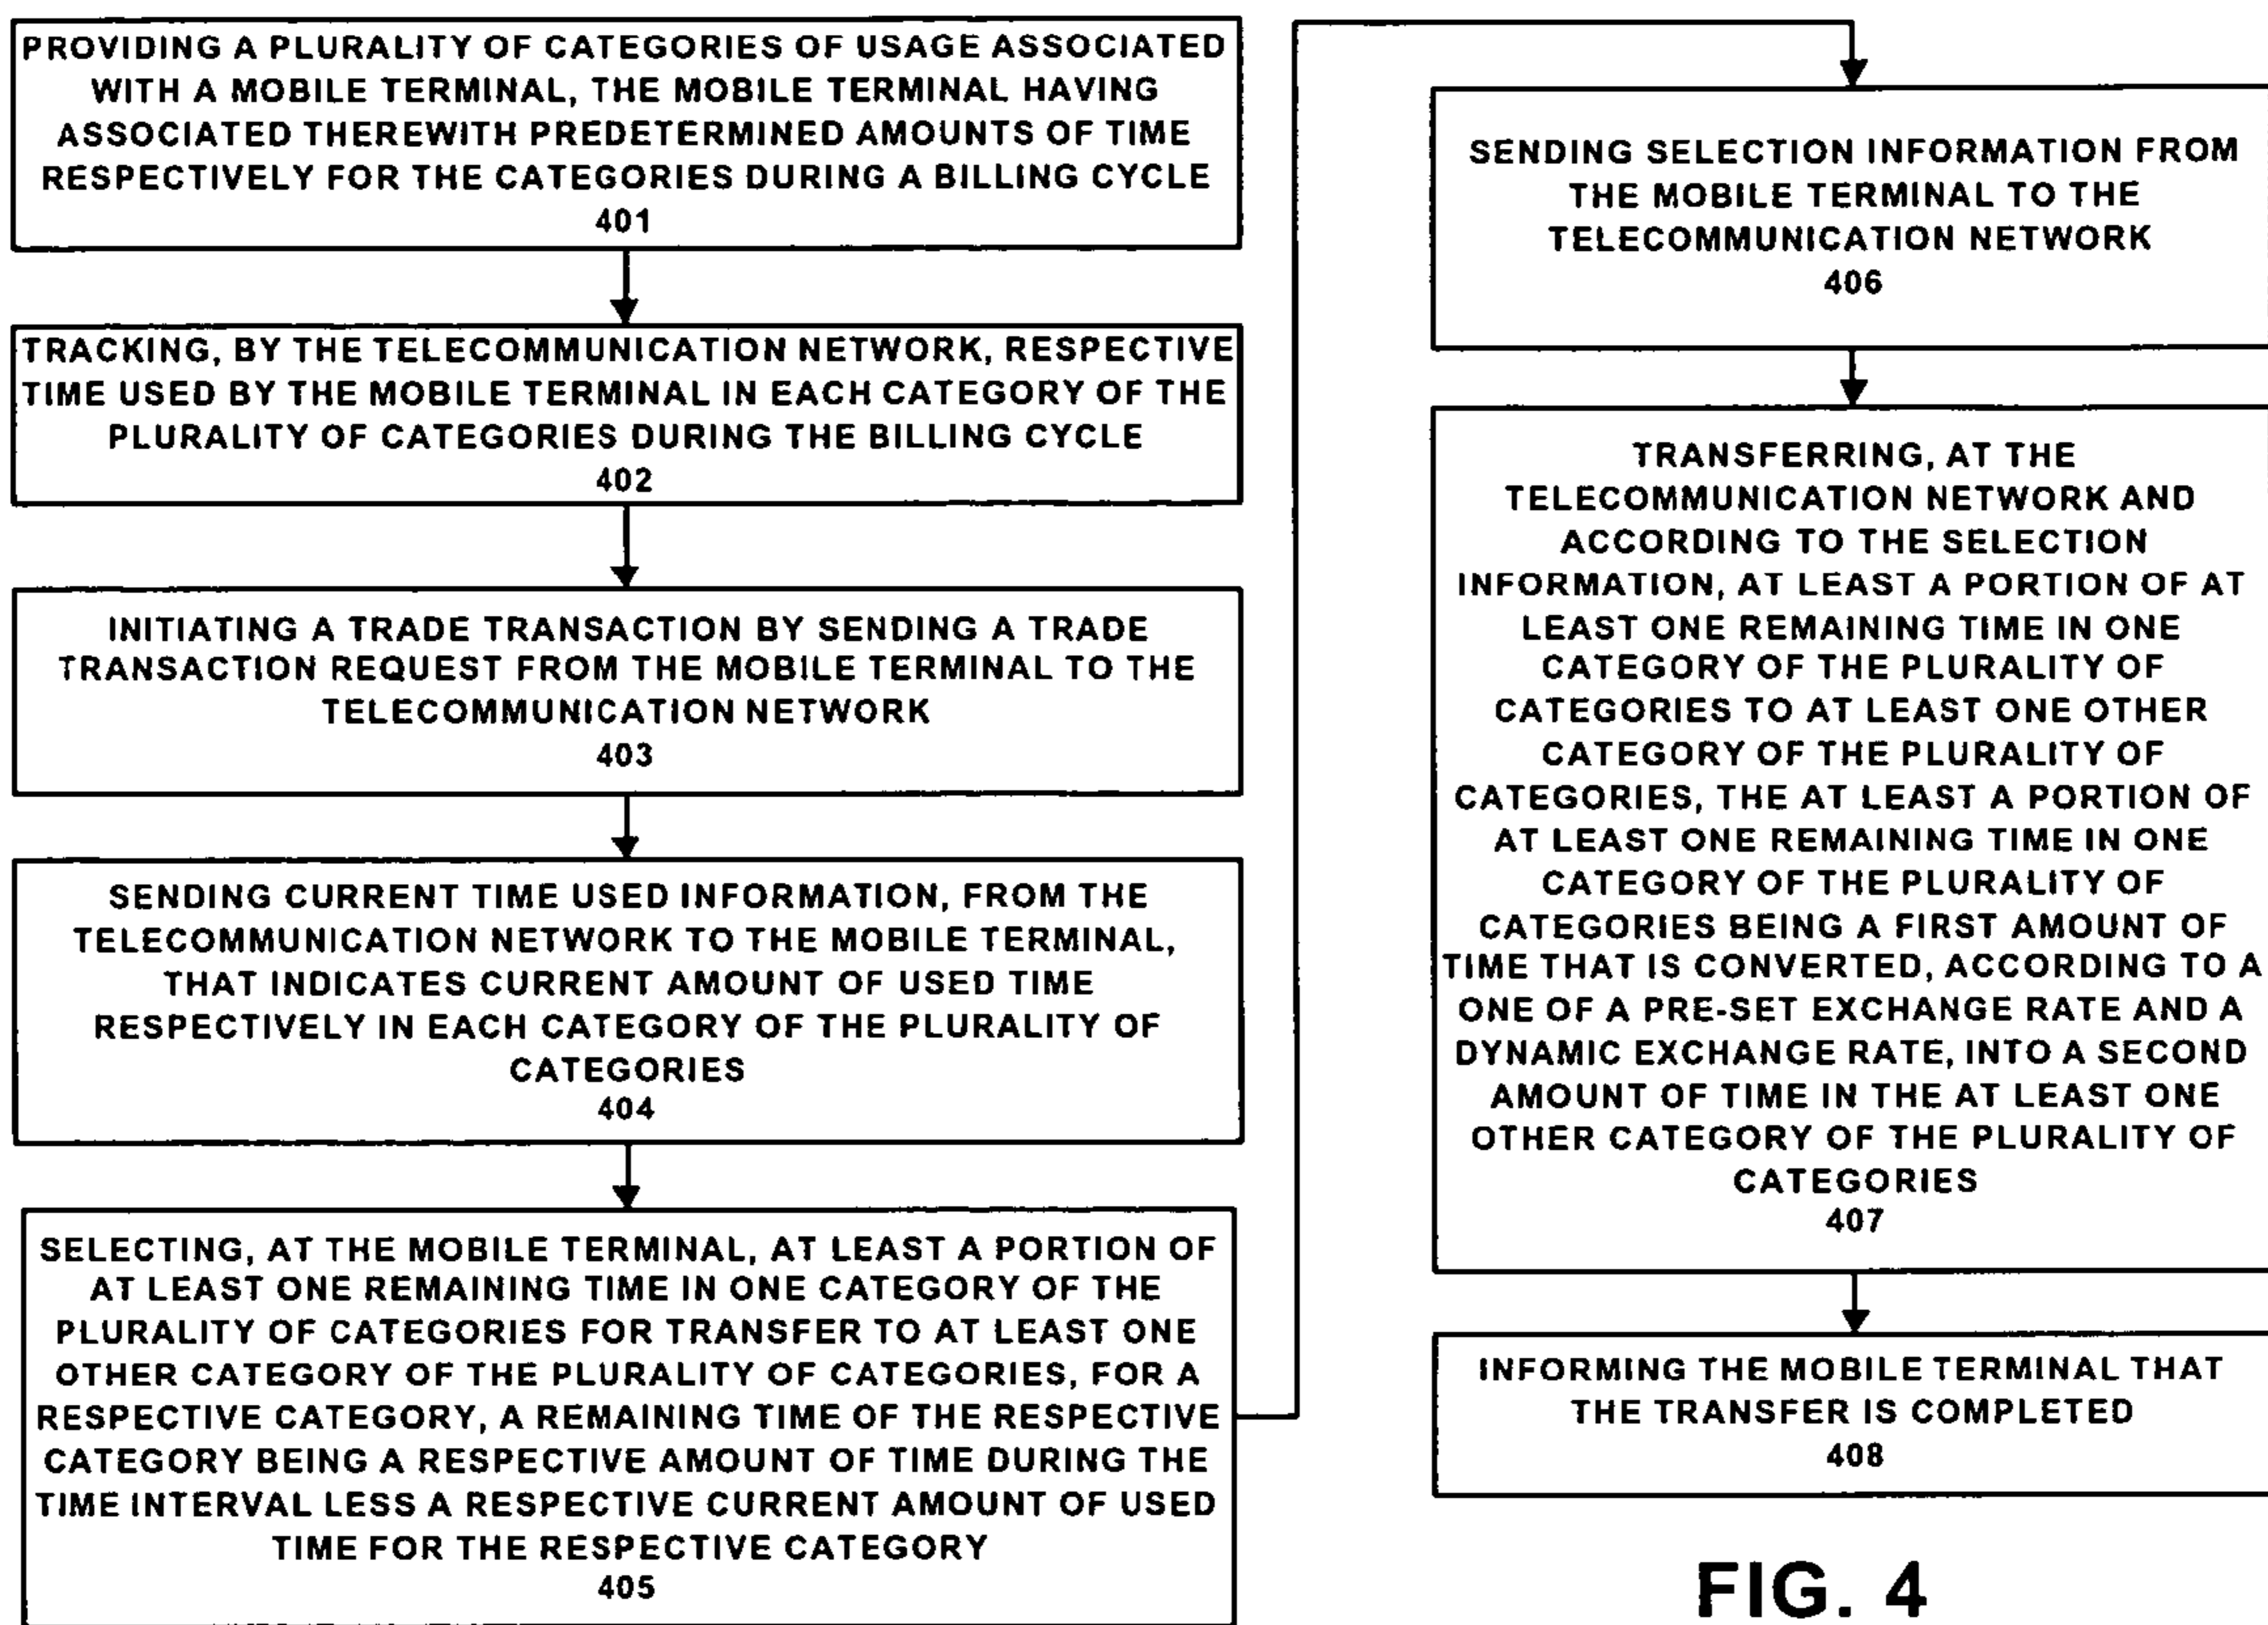 PROVIDING A PLURALITY OF CATEGORIES OF USAGE ASSOCIATED
WITH A MOBILE TERMINAL, THE MOBILE TERMINAL HAVING
ASSOCIATED THEREWITH PREDETERMINED AMOUNTS OF TIME
RESPECTIVELY FOR THE CATEGORIES DURING A BILLING CYCLE
401
TRACKING, BY THE TELECOMMUNICATION NETWORK, RESPECTIVE
TIME USED BY THE MOBILE TERMINAL IN EACH CATEGORY OF THE
PLURALITY OF CATEGORIES DURING THE BILLING CYCLE
402
INITIATING A TRADE TRANSACTION BY SENDING A TRADE
TRANSACTION REQUEST FROM THE MOBILE TERMINAL TO THE
TELECOMMUNICATION NETWORK
403
SENDING CURRENT TIME USED INFORMATION, FROM THE
TELECOMMUNICATION NETWORK TO THE MOBILE TERMINAL,
THAT INDICATES CURRENT AMOUNT OF USED TIME
RESPECTIVELY IN EACH CATEGORY OF THE PLURALITY OF
CATEGORIES
404
SELECTING, AT THE MOBILE TERMINAL, AT LEAST A PORTION OF
AT LEAST ONE REMAINING TIME IN ONE CATEGORY OF THE
PLURALITY OF CATEGORIES FOR TRANSFER TO AT LEAST ONE
OTHER CATEGORY OF THE PLURALITY OF CATEGORIES, FOR A
RESPECTIVE CATEGORY, A REMAINING TIME OF THE RESPECTIVE
CATEGORY BEING A RESPECTIVE AMOUNT OF TIME DURING THE
TIME INTERVAL LESS A RESPECTIVE CURRENT AMOUNT OF USED
TIME FOR THE RESPECTIVE CATEGORY
405
SENDING SELECTION INFORMATION FROM
THE MOBILE TERMINAL TO THE
TELECOMMUNICATION NETWORK
406
TRANSFERRING, AT THE
TELECOMMUNICATION NETWORK AND
ACCORDING TO THE SELECTION
INFORMATION, AT LEAST A PORTION OF AT
LEAST ONE REMAINING TIME IN ONE
CATEGORY OF THE PLURALITY OF
CATEGORIES TO AT LEAST ONE OTHER
CATEGORY OF THE PLURALITY OF
CATEGORIES, THE AT LEAST A PORTION OF
AT LEAST ONE REMAINING TIME IN ONE
CATEGORY OF THE PLURALITY OF
CATEGORIES BEING A FIRST AMOUNT OF
TIME THAT IS CONVERTED, ACCORDING TO A
ONE OF A PRE-SET EXCHANGE RATE AND A
DYNAMIC EXCHANGE RATE, INTO A SECOND
AMOUNT OF TIME IN THE AT LEAST ONE
OTHER CATEGORY OF THE PLURALITY OF
CATEGORIES
407
INFORMING THE MOBILE TERMINAL THAT
THE TRANSFER IS COMPLETED
408
FIG. 4